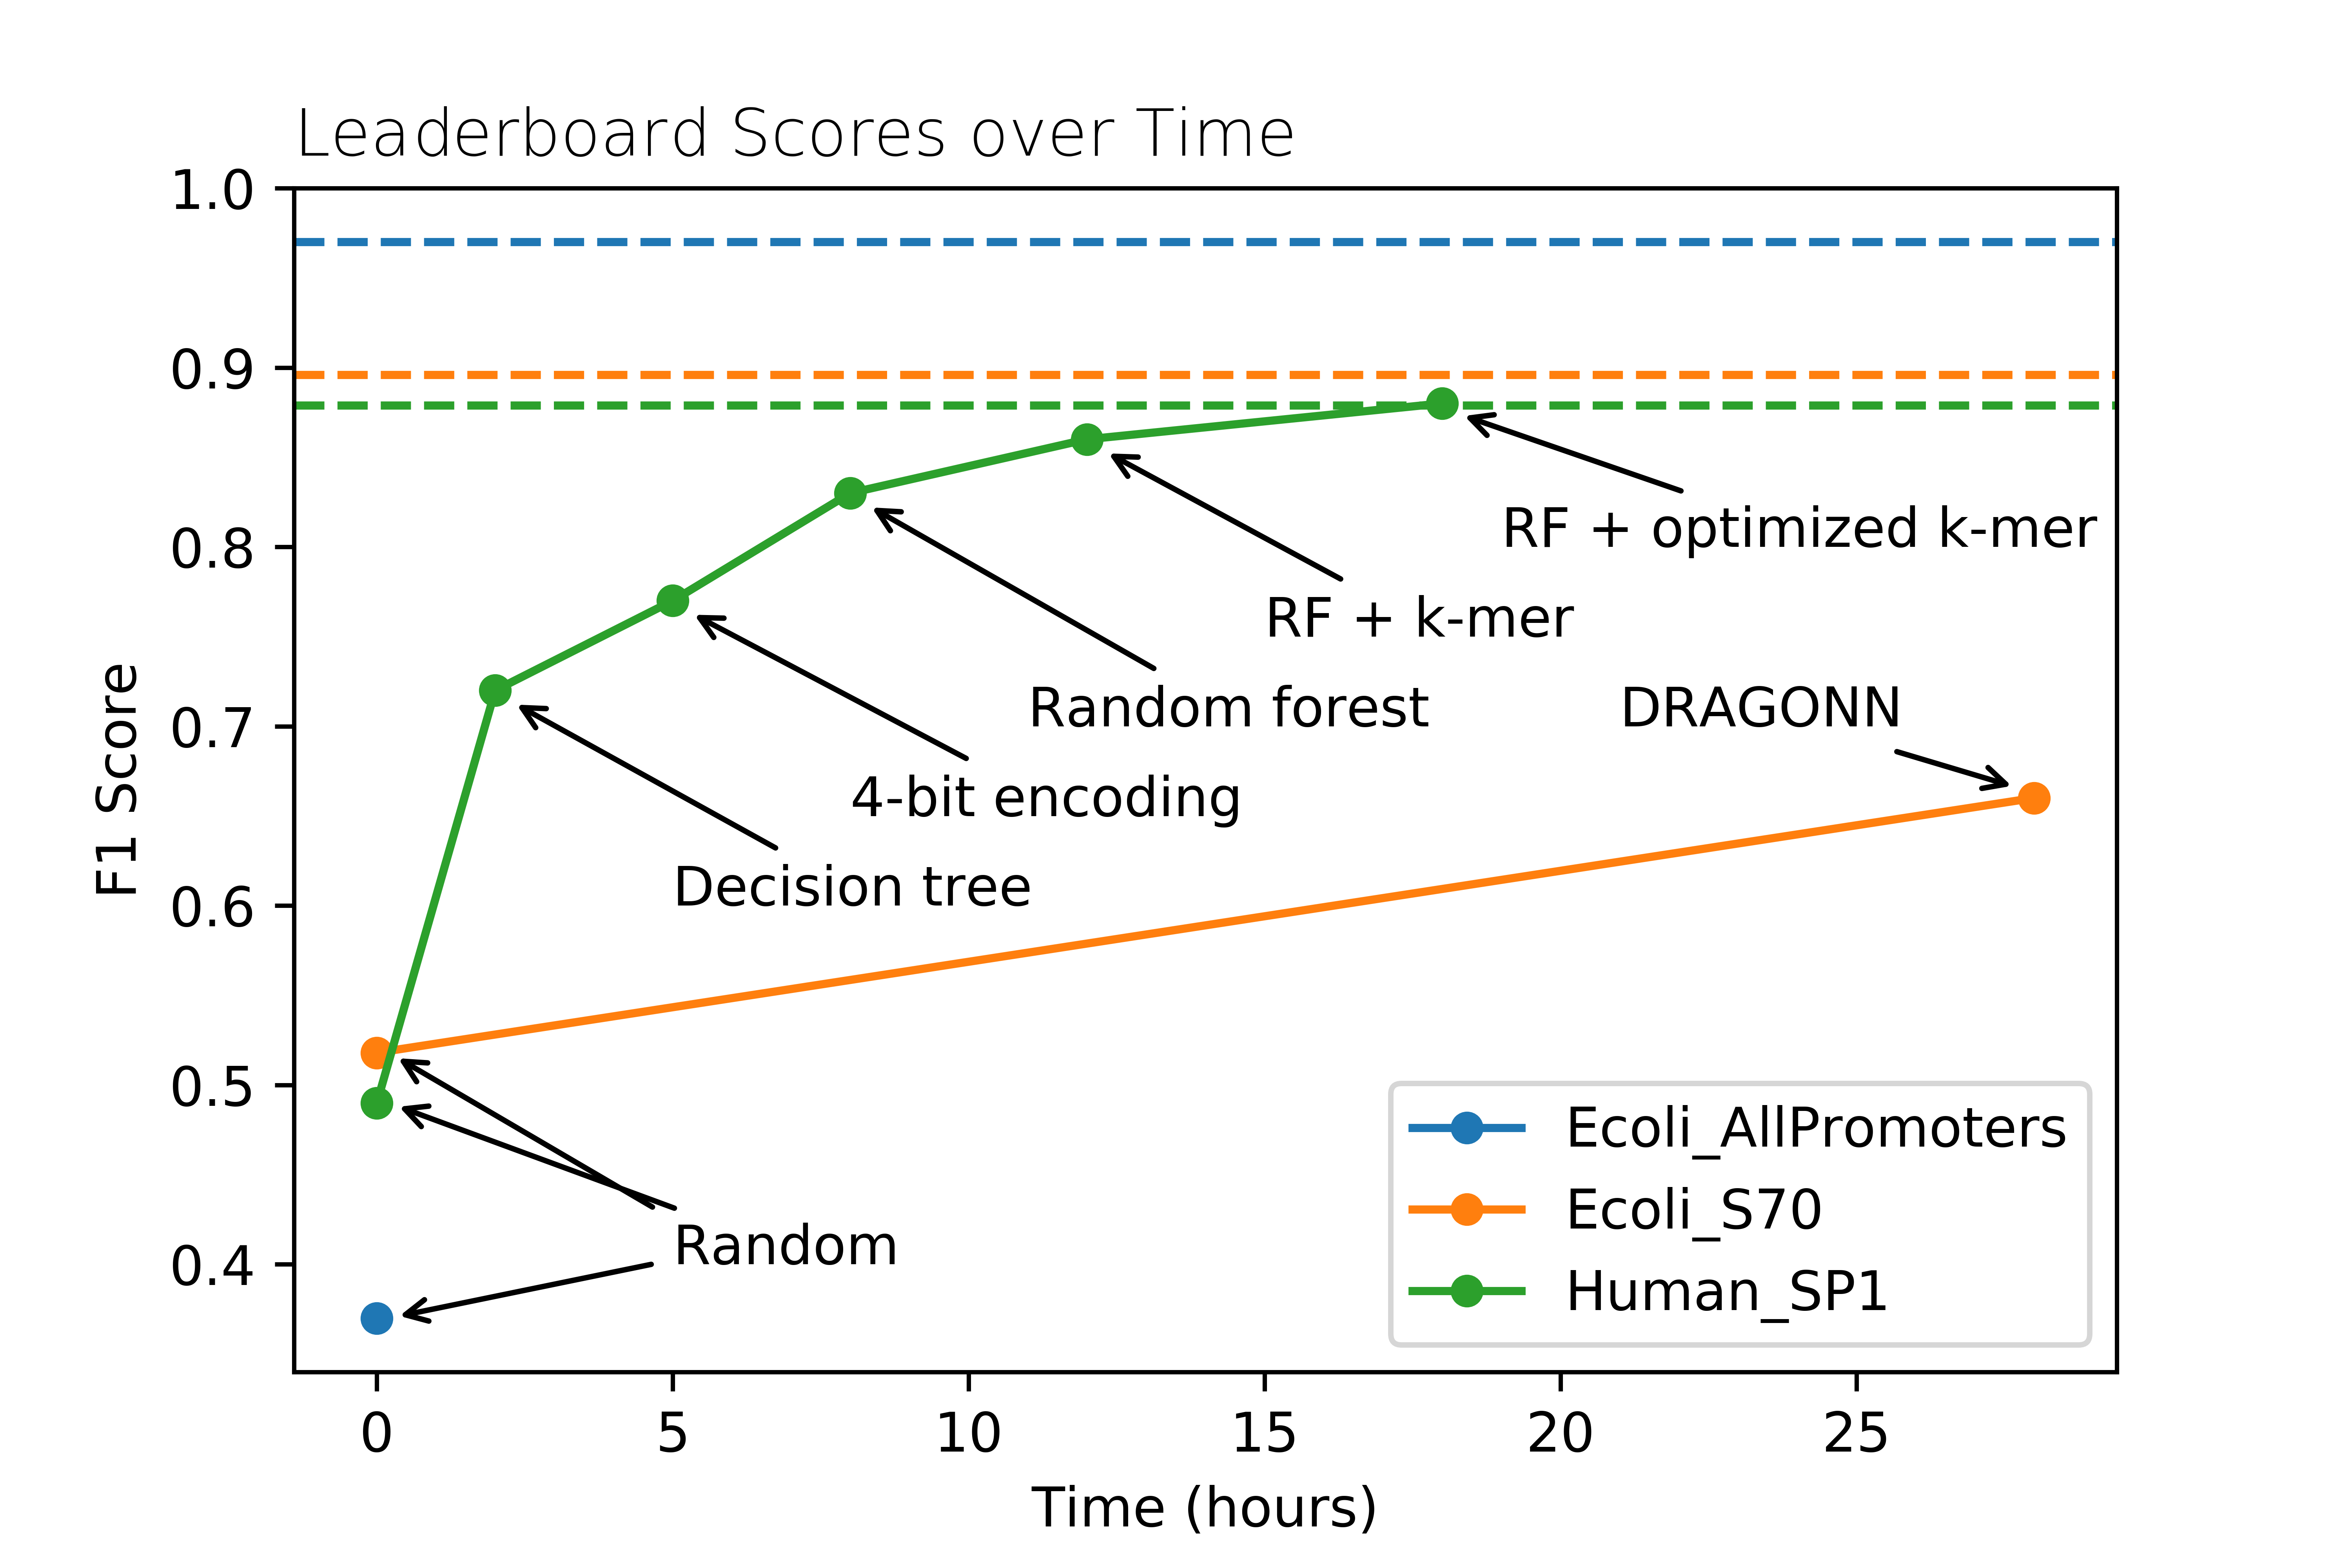 Leaderboard Scores over Time
1.0
0.9
0.8
0.7
0.6
0.5
0.4
F1 Score
RF + optimized k-mer
RF + k-mer
Random forest
DRAGONN
4-bit encoding
Decision tree
Random
Ecoli_AllPromoters
Ecoli_S70
Human_SP1
0 5 10 15 20 25
Time (hours)